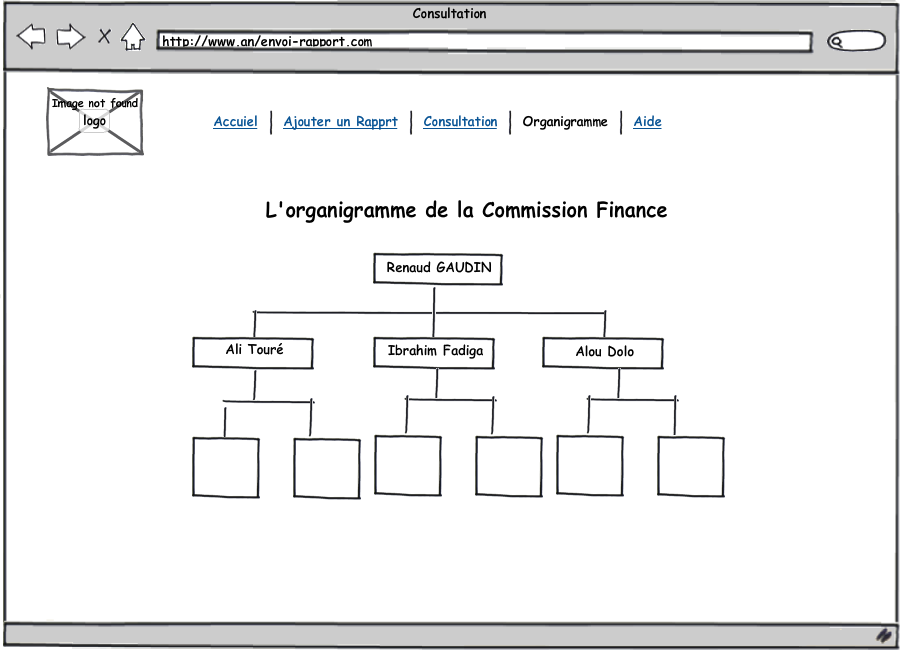 Consultation
http://www.an/envoi-rapport.com
Image not found
logo
Accuiel | Ajouter un Rapprt | Consultation | Organigramme | Aide
L'organigramme de la Commission Finance
Renaud GAUDIN
Ali Touré Ibrahim Fadiga Alou Dolo